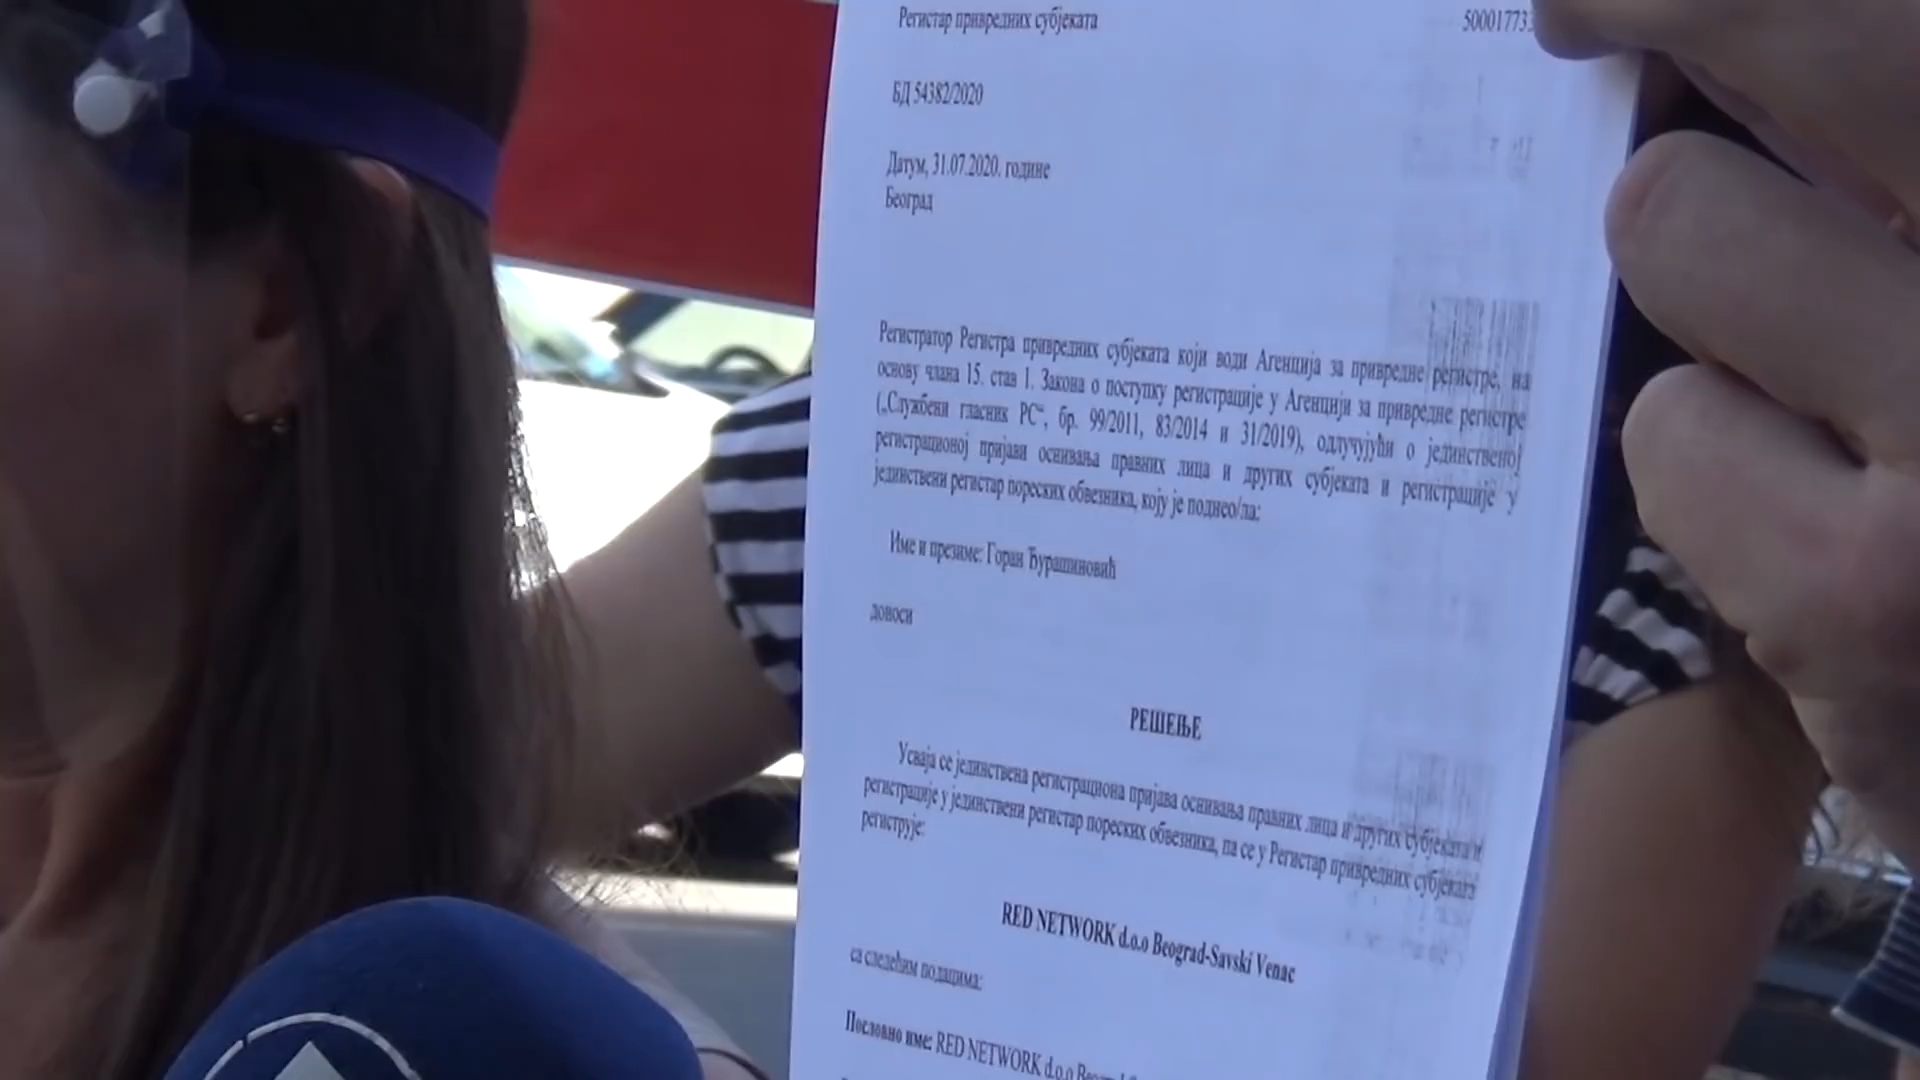 Регистар привредних субјеката
500017733
БД 54382/2020
Датум, 31.07.2020. године
Београд
Регистратор Регистра привредних субјеката који води Агенција за привредне регистре, на
основу члана 15. став 1. Закона о поступку регистрације у Агенцији за привредне регистре
(„Службени гласник РС“, бр. 99/2011, 83/2014 и 31/2019), одлучујући о јединственој
регистрационој пријави оснивања правних лица и других субјеката и регистрације у
јединствени регистар пореских обвезника, коју је поднео/ла:
Име и презиме: Горан Ђурашиновић
доноси
РЕШЕЊЕ
Усваја се јединствена регистрациона пријава оснивања правних лица и других субјеката и
регистрације у јединствени регистар пореских обвезника, па се у Регистар привредних субјеката
региструје:
RED NETWORK d.o.o Beograd-Savski Venac
са следећим подацима:
Пословно име: RED NETWORK d.o.o